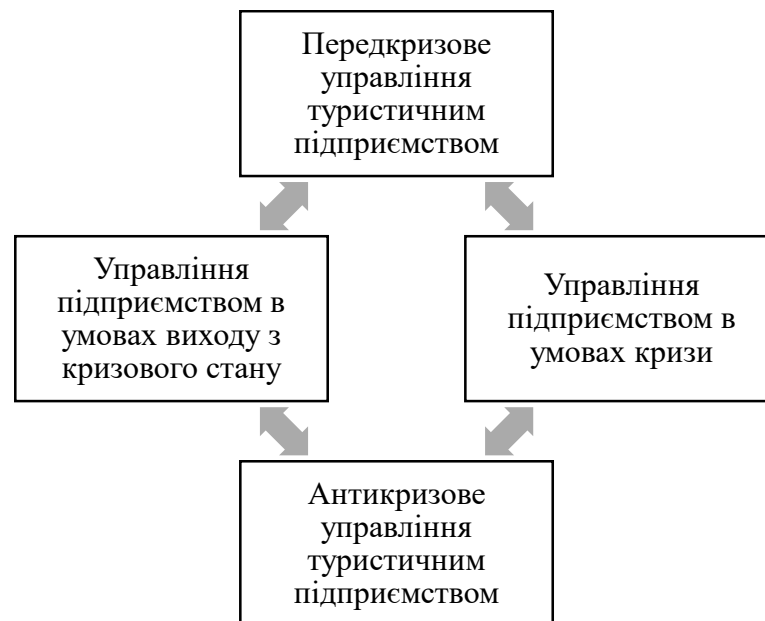 Передкризове
управління
туристичним
підприємством
Управління
підприємством в
умовах виходу з
кризового стану
Управління
підприємством в
умовах кризи
Антикризове
управління
туристичним
підприємством